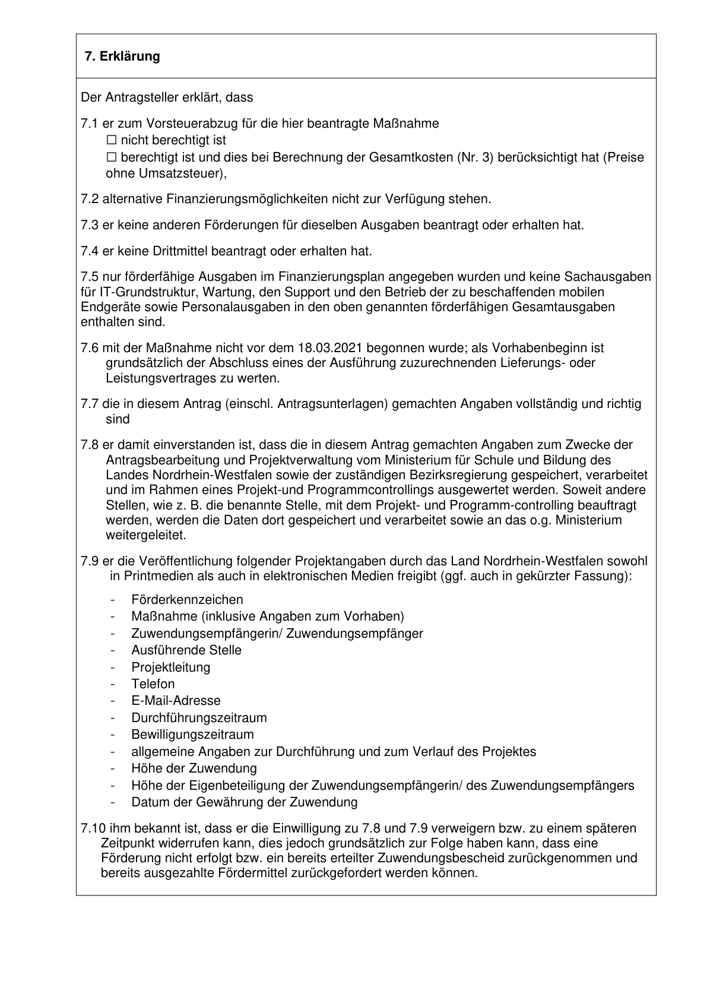 7. Erklärung
Der Antragsteller erklärt, dass
7.1 er zum Vorsteuerabzug für die hier beantragte Maßnahme
☐ nicht berechtigt ist
☐ berechtigt ist und dies bei Berechnung der Gesamtkosten (Nr. 3) berücksichtigt hat (Preise
ohne Umsatzsteuer),
7.2 alternative Finanzierungsmöglichkeiten nicht zur Verfügung stehen.
7.3 er keine anderen Förderungen für dieselben Ausgaben beantragt oder erhalten hat.
7.4 er keine Drittmittel beantragt oder erhalten hat.
7.5 nur förderfähige Ausgaben im Finanzierungsplan angegeben wurden und keine Sachausgaben
für IT-Grundstruktur, Wartung, den Support und den Betrieb der zu beschaffenden mobilen
Endgeräte sowie Personalausgaben in den oben genannten förderfähigen Gesamtausgaben
enthalten sind.
7.6 mit der Maßnahme nicht vor dem 18.03.2021 begonnen wurde; als Vorhabenbeginn ist
grundsätzlich der Abschluss eines der Ausführung zuzurechnenden Lieferungs- oder
Leistungsvertrages zu werten.
7.7 die in diesem Antrag (einschl. Antragsunterlagen) gemachten Angaben vollständig und richtig
sind
7.8 er damit einverstanden ist, dass die in diesem Antrag gemachten Angaben zum Zwecke der
Antragsbearbeitung und Projektverwaltung vom Ministerium für Schule und Bildung des
Landes Nordrhein-Westfalen sowie der zuständigen Bezirksregierung gespeichert, verarbeitet
und im Rahmen eines Projekt-und Programmcontrollings ausgewertet werden. Soweit andere
Stellen, wie z. B. die benannte Stelle, mit dem Projekt- und Programm-controlling beauftragt
werden, werden die Daten dort gespeichert und verarbeitet sowie an das o.g. Ministerium
weitergeleitet.
7.9 er die Veröffentlichung folgender Projektangaben durch das Land Nordrhein-Westfalen sowohl
in Printmedien als auch in elektronischen Medien freigibt (ggf. auch in gekürzter Fassung):
- Förderkennzeichen
- Maßnahme (inklusive Angaben zum Vorhaben)
- Zuwendungsempfängerin/ Zuwendungsempfänger
- Ausführende Stelle
- Projektleitung
- Telefon
- E-Mail-Adresse
- Durchführungszeitraum
- Bewilligungszeitraum
- allgemeine Angaben zur Durchführung und zum Verlauf des Projektes
- Höhe der Zuwendung
- Höhe der Eigenbeteiligung der Zuwendungsempfängerin/ des Zuwendungsempfängers
- Datum der Gewährung der Zuwendung
7.10 ihm bekannt ist, dass er die Einwilligung zu 7.8 und 7.9 verweigern bzw. zu einem späteren
Zeitpunkt widerrufen kann, dies jedoch grundsätzlich zur Folge haben kann, dass eine
Förderung nicht erfolgt bzw. ein bereits erteilter Zuwendungsbescheid zurückgenommen und
bereits ausgezahlte Fördermittel zurückgefordert werden können.